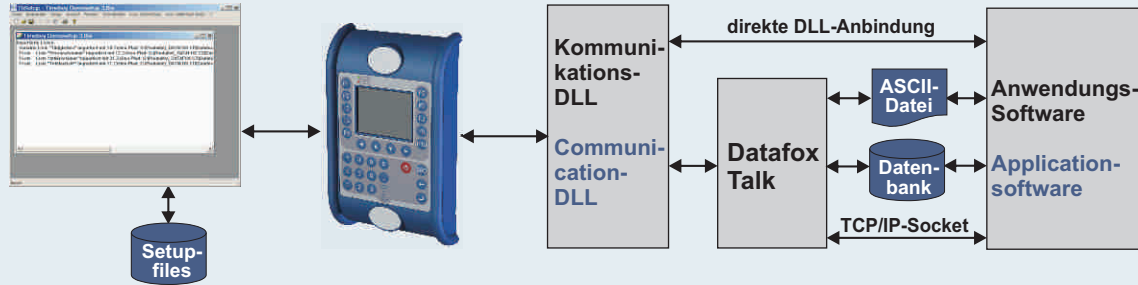 direkte DLL-Anbindung
Kommuni-
kations-
DLL
Communi-
cation-
DLL
Datafox
Talk
ASCII-
Datei
Daten-
bank
TCP/IP-Socket
Anwendungs-
Software
Application-
software
Setup-
files